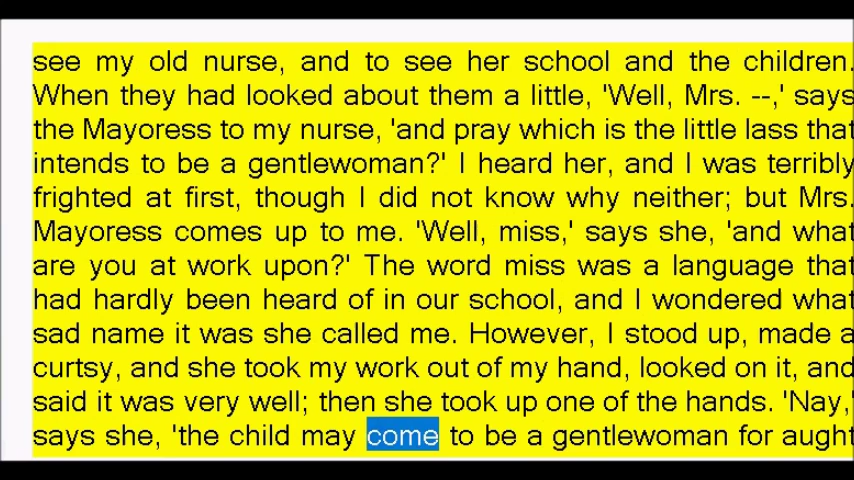 see my old nurse, and to see her school and the children.
When they had looked about them a little, 'Well, Mrs. --,' says
the Mayoress to my nurse, 'and pray which is the little lass that
intends to be a gentlewoman?' I heard her, and I was terribly
frighted at first, though I did not know why neither; but Mrs.
Mayoress comes up to me. 'Well, miss,' says she, 'and what
are you at work upon?' The word miss was a language that
had hardly been heard of in our school, and I wondered what
sad name it was she called me. However, I stood up, made a
curtsy, and she took my work out of my hand, looked on it, and
said it was very well; then she took up one of the hands. 'Nay,'
says she, 'the child may come to be a gentlewoman for aught